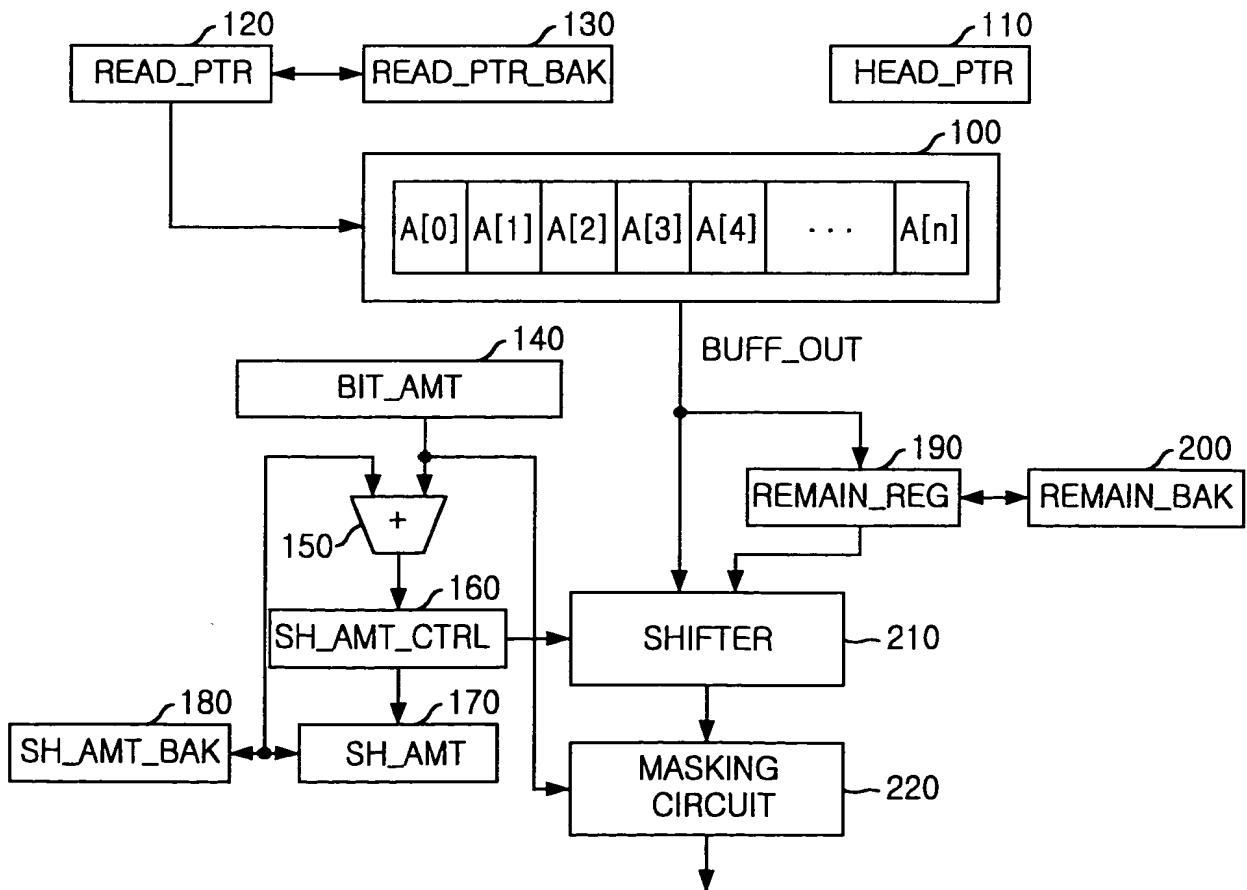 120 130 110
READ_PTR READ_PTR_BAK HEAD_PTR
100
A[0] A[1] A[2] A[3] A[4] ··· A[n]
BUFF_OUT
140
BIT_AMT
190 200
REMAIN_REG REMAIN_BAK
+
150
160
SH_AMT_CTRL SHIFTER 210
180 170
SH_AMT_BAK SH_AMT
MASKING
CIRCUIT 220